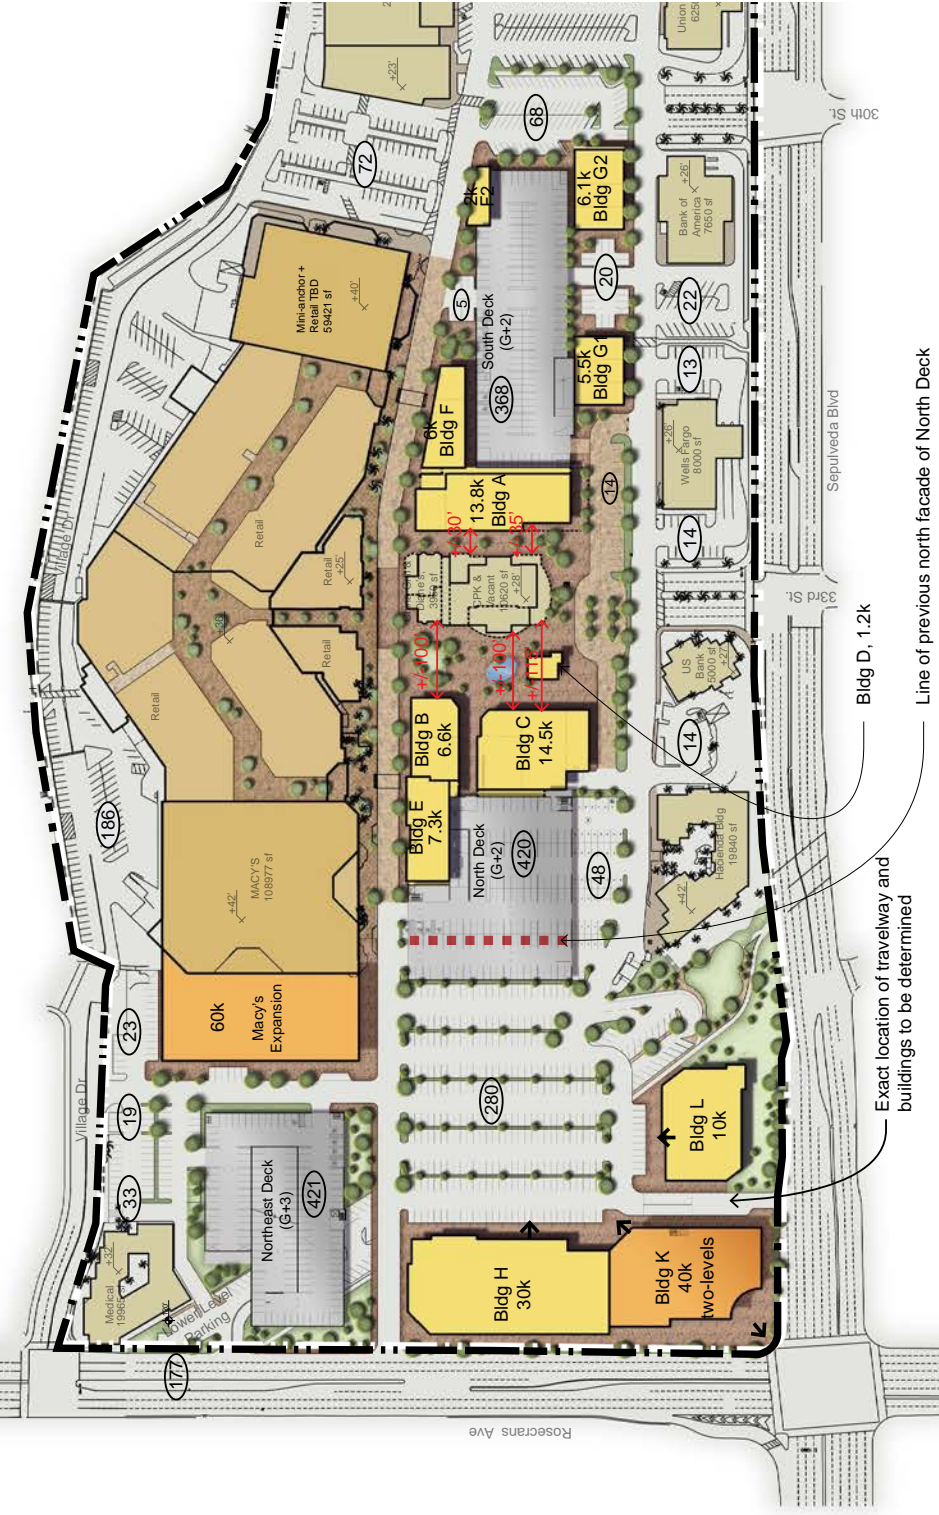 Union
+23'
72
68
30th St.
2k
F2
6.1k
Bldg G2
+26'
Bank of
America
7650 sf
Mini-anchor +
Retail TBD
59421 sf
+40'
5
20
22
South Deck
(G+2)
368
5.5k
Bldg G1
13
6k
Bldg F
Sepulveda Blvd
+26'
Wells Fargo
8000 sf
Village Dr
Retail
13.8k
Bldg A
14
14
Retail
+25'
+/-35'
CPK &
Vacant
+28'
33rd St.
Retail
Retail
+/-100'
+/-100'
US
Bank
5000 sf
+27'
Bldg D, 1.2k
Line of previous north facade of North Deck
Bldg B
6.6k
Bldg C
14.5k
14
186
Bldg E
7.3k
North Deck
(G+2)
420
48
Hacienda Bldg
19840 sf
+42'
MACY'S
108977 sf
+42'
60k
Macy's
Expansion
23
Exact location of travelway and
buildings to be determined
Village Dr
19
280
Bldg L
10k
33
Northeast Deck
(G+3)
421
Medical
+32'
Lower Level
Parking
177
Bldg H
30k
Bldg K
40k
two-levels
Rosecrans Ave